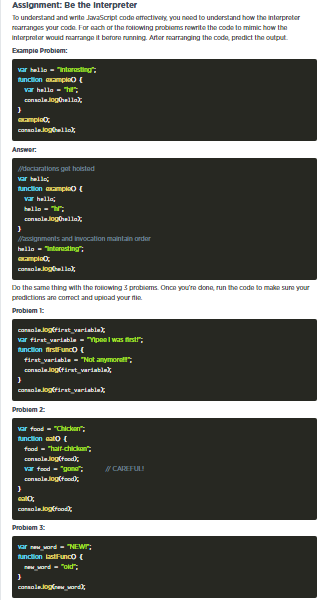 Assignment: Be the Interpreter
To understand and write JavaScript code effectively, you need to understand how the interpreter
rearranges your code. For each of the following problems rewrite the code to mimic how the
interpreter would rearrange it before running. After rearranging the code, predict the output.
Example Problem:
var hello = "interesting";
function example() {
var hello = "hi!";
console.log(hello);
}
example();
console.log(hello);
Answer:
//declarations get hoisted
var hello;
function example() {
var hello;
hello = "hi";
console.log(hello);
}
//assignments and invocation maintain order
hello = "interesting";
example();
console.log(hello);
Do the same thing with the following 3 problems. Once you're done, run the code to make sure your
predictions are correct and upload your file.
Problem 1:
console.log(first_variable);
var first_variable = "Yipee I was first!";
function firstFunc() {
first_variable = "Not anymore!!!";
console.log(first_variable);
}
console.log(first_variable);
Problem 2:
var food = "Chicken";
function eat() {
food = "half-chicken";
console.log(food);
var food = "gone"; // CAREFUL!
console.log(food);
}
eat();
console.log(food);
Problem 3:
var new_word = "NEW!";
function lastFunc() {
new_word = "old";
}
console.log(new_word);